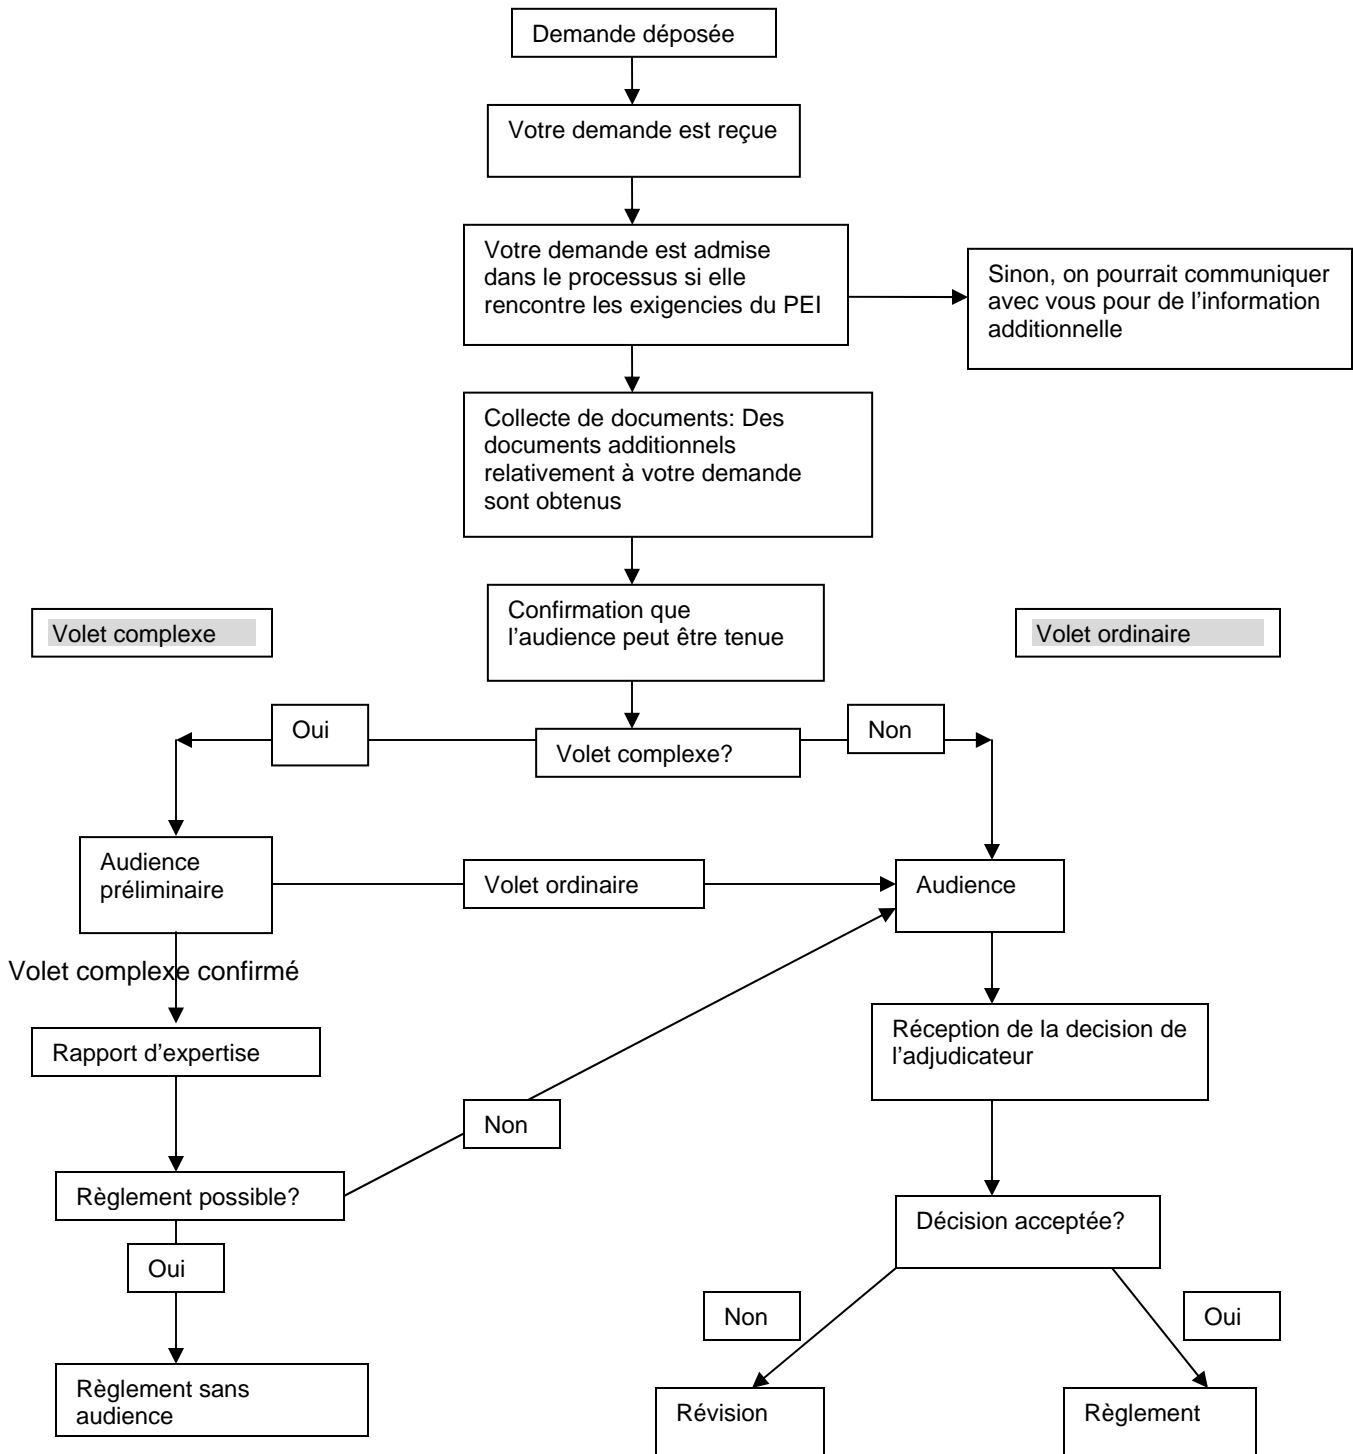 Demande déposée
Votre demande est reçue
Votre demande est admise
dans le processus si elle
rencontre les exigencies du PEI
Sinon, on pourrait communiquer
avec vous pour de l’information
additionnelle
Collecte de documents: Des
documents additionnels
relativement à votre demande
sont obtenus
Confirmation que
l’audience peut être tenue
Volet complexe
Volet ordinaire
Oui
Volet complexe?
Non
Audience
préliminaire
Volet ordinaire
Audience
Volet complexe confirmé
Rapport d’expertise
Réception de la decision de
l’adjudicateur
Non
Règlement possible?
Décision acceptée?
Oui
Non
Oui
Règlement sans
audience
Révision
Règlement